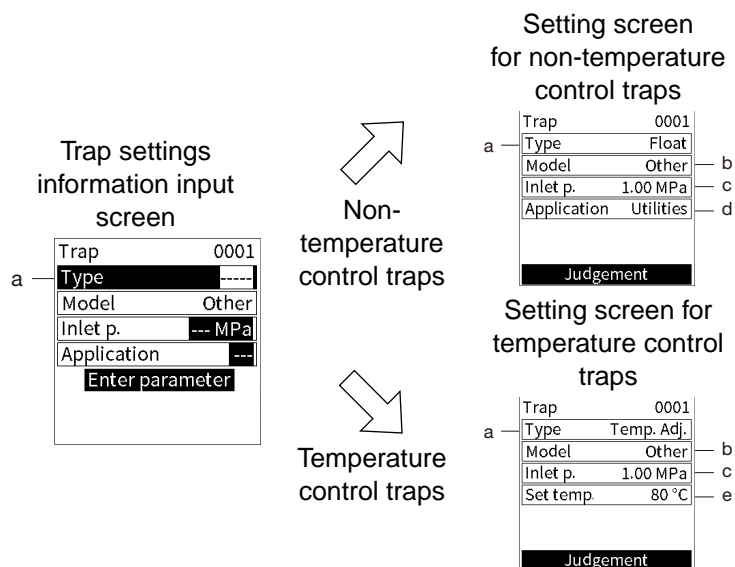 Trap settings
information input
screen
Trap 0001
a Type -----
Model Other
Inlet p. --- MPa
Application ---
Enter parameter
Non-
temperature
control traps
Temperature
control traps
Setting screen
for non-temperature
control traps
Trap 0001
a Type Float
Model Other b
Inlet p. 1.00 MPa c
Application Utilities d
Judgement
Setting screen for
temperature control
traps
Trap 0001
a Type Temp. Adj.
Model Other b
Inlet p. 1.00 MPa c
Set temp. 80 °C e
Judgement